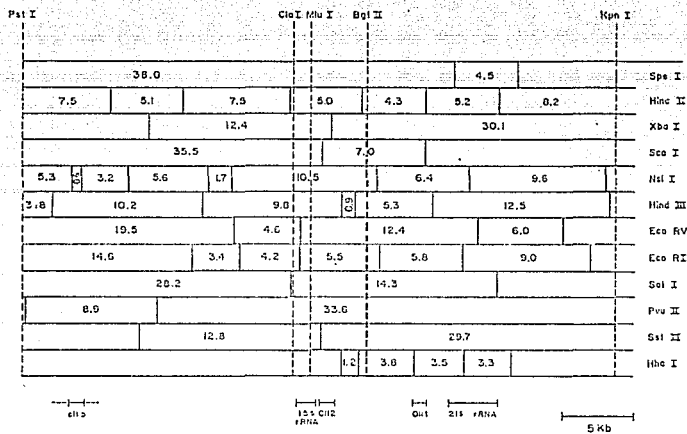 Pst I Cla I Mlu I Bgl II Kpn I
38.0 4.5 Spe I
7.5 5.1 7.5 5.0 4.3 5.2 8.2 Hinc II
12.4 30.1 Xba I
35.5 7.0 Sca I
5.3 0.4 3.2 5.6 1.7 10.5 6.4 9.6 Nsi I
3.8 10.2 9.8 0.9 5.3 12.5 Hind III
19.5 4.6 12.4 6.0 Eco RV
14.6 3.4 4.2 5.5 5.8 9.0 Eco RI
28.2 14.3 Sal I
8.9 33.6 Pvu II
12.8 29.7 Sst II
1.2 3.8 3.5 3.3 Hha I
15s Oli2 Oli1 21s rRNA
rRNA
5 Kb